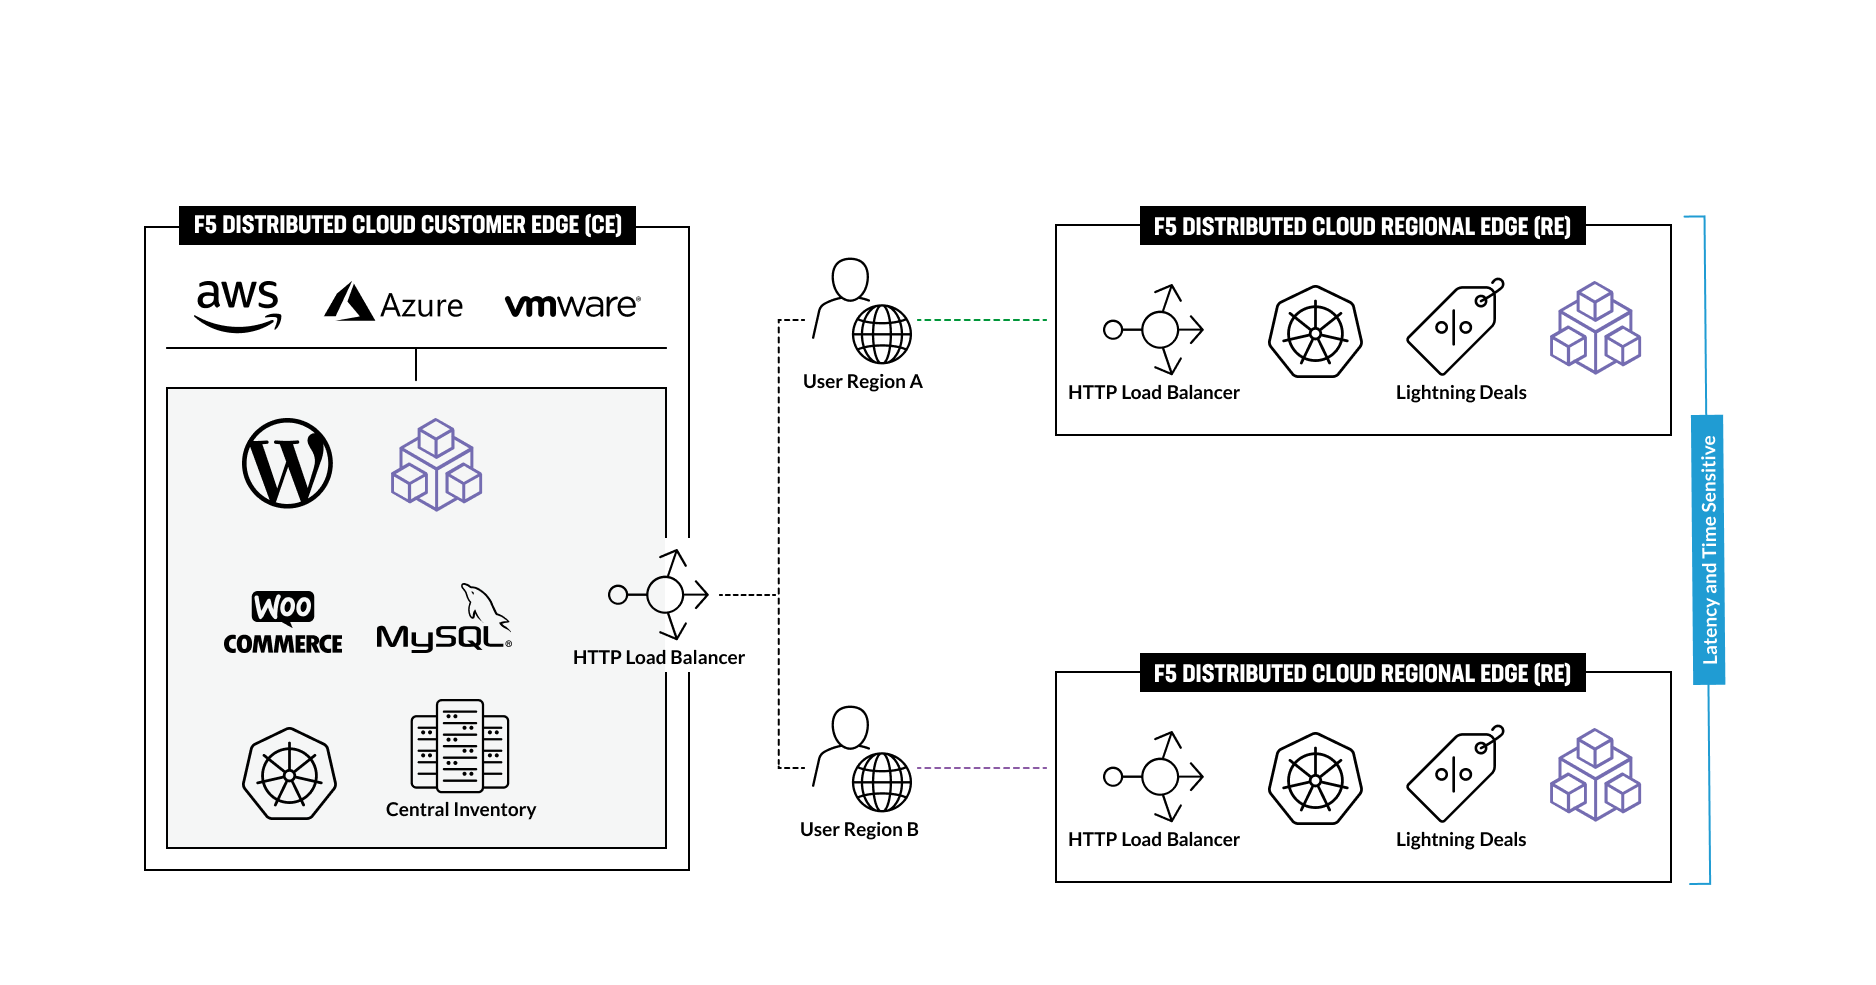 F5 DISTRIBUTED CLOUD CUSTOMER EDGE (CE)
aws
Azure
vmware®
W
WOO
COMMERCE
MySQL®
HTTP Load Balancer
Central Inventory
User Region A
User Region B
F5 DISTRIBUTED CLOUD REGIONAL EDGE (RE)
HTTP Load Balancer
Lightning Deals
F5 DISTRIBUTED CLOUD REGIONAL EDGE (RE)
HTTP Load Balancer
Lightning Deals
Latency and Time Sensitive